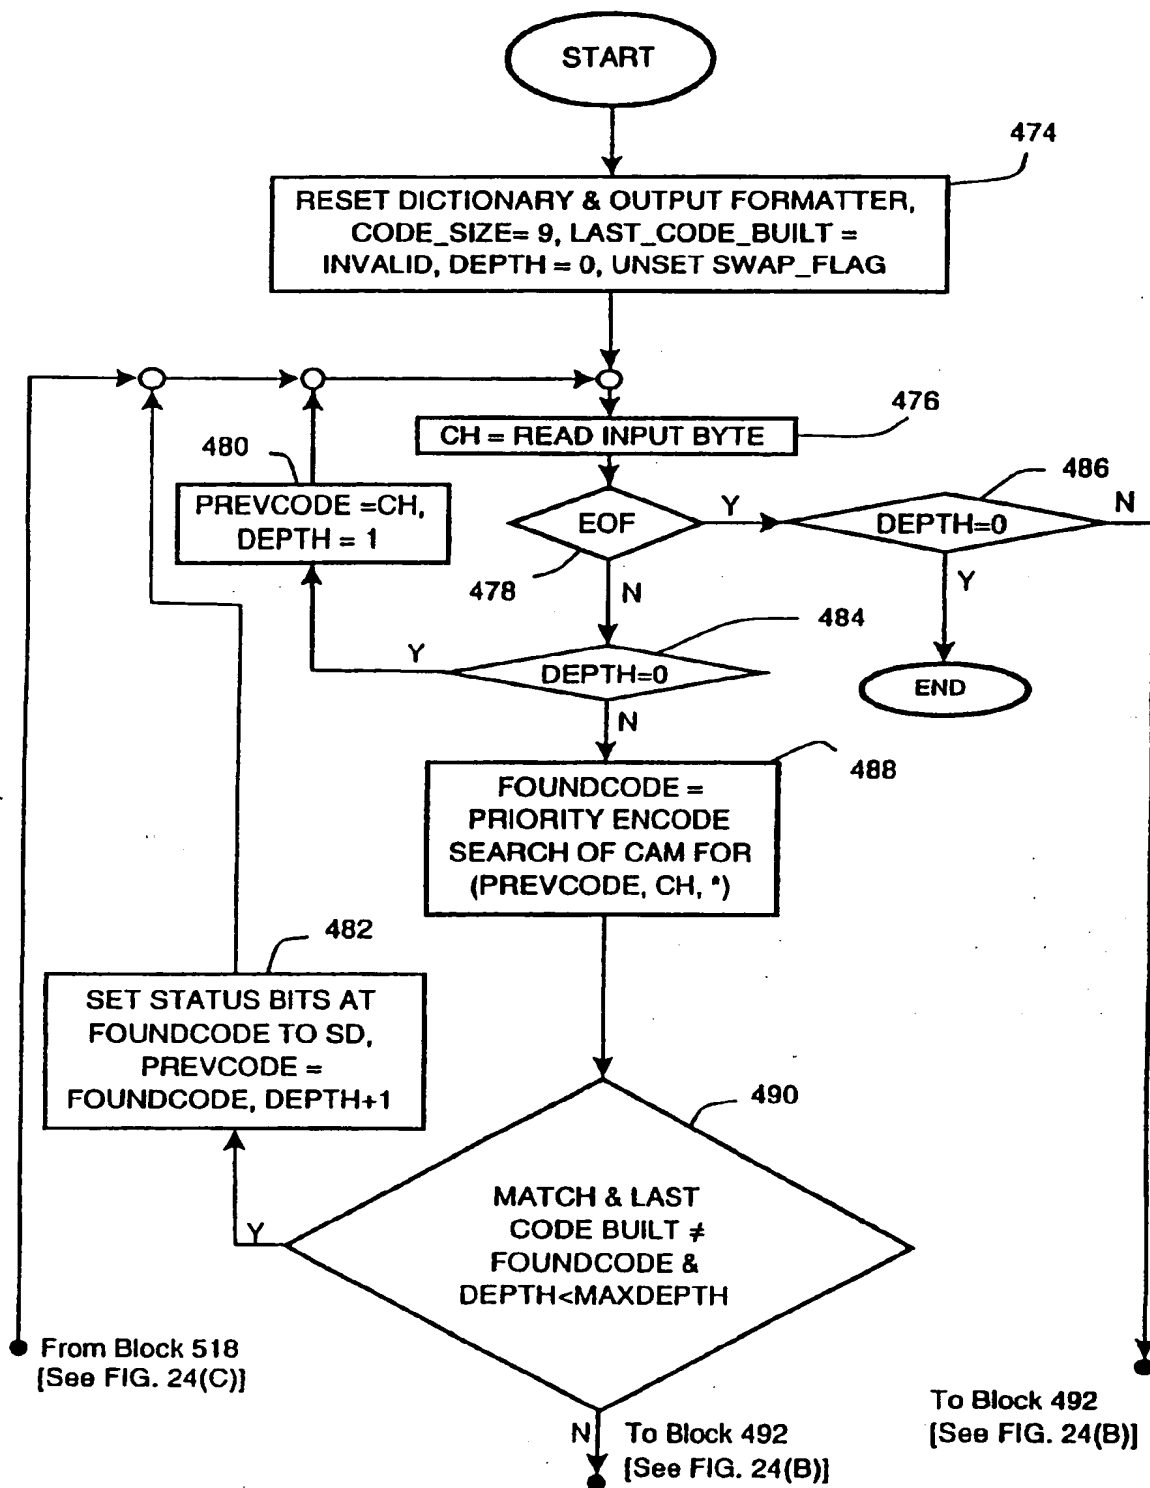 START
474
RESET DICTIONARY & OUTPUT FORMATTER,
CODE_SIZE= 9, LAST_CODE_BUILT =
INVALID, DEPTH = 0, UNSET SWAP_FLAG
476
CH = READ INPUT BYTE
480
PREVCODE =CH,
DEPTH = 1
EOF
478
Y
N
486
DEPTH=0
N
Y
END
484
DEPTH=0
Y
N
488
FOUNDCODE =
PRIORITY ENCODE
SEARCH OF CAM FOR
(PREVCODE, CH, *)
482
SET STATUS BITS AT
FOUNDCODE TO SD,
PREVCODE =
FOUNDCODE, DEPTH+1
490
MATCH & LAST
CODE BUILT ≠
FOUNDCODE &
DEPTH<MAXDEPTH
Y
N
From Block 518
[See FIG. 24(C)]
To Block 492
[See FIG. 24(B)]
To Block 492
[See FIG. 24(B)]